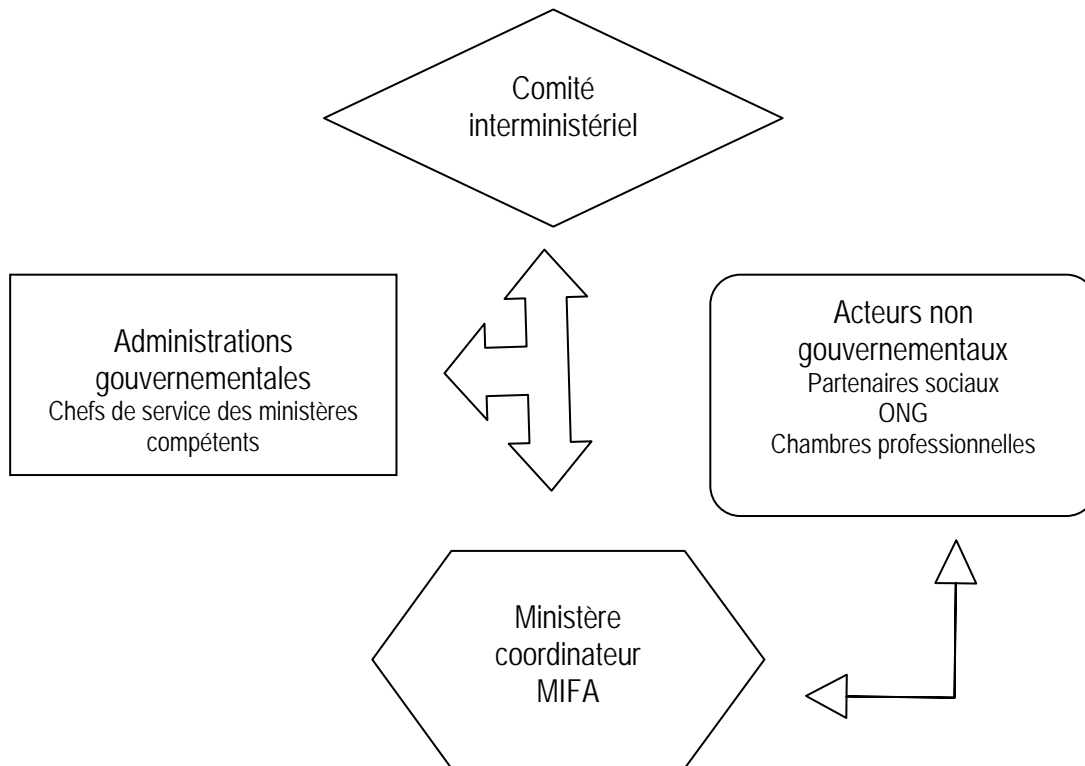 Comité
interministériel
Administrations
gouvernementales
Chefs de service des ministères
compétents
Acteurs non
gouvernementaux
Partenaires sociaux
ONG
Chambres professionnelles
Ministère
coordinateur
MIFA